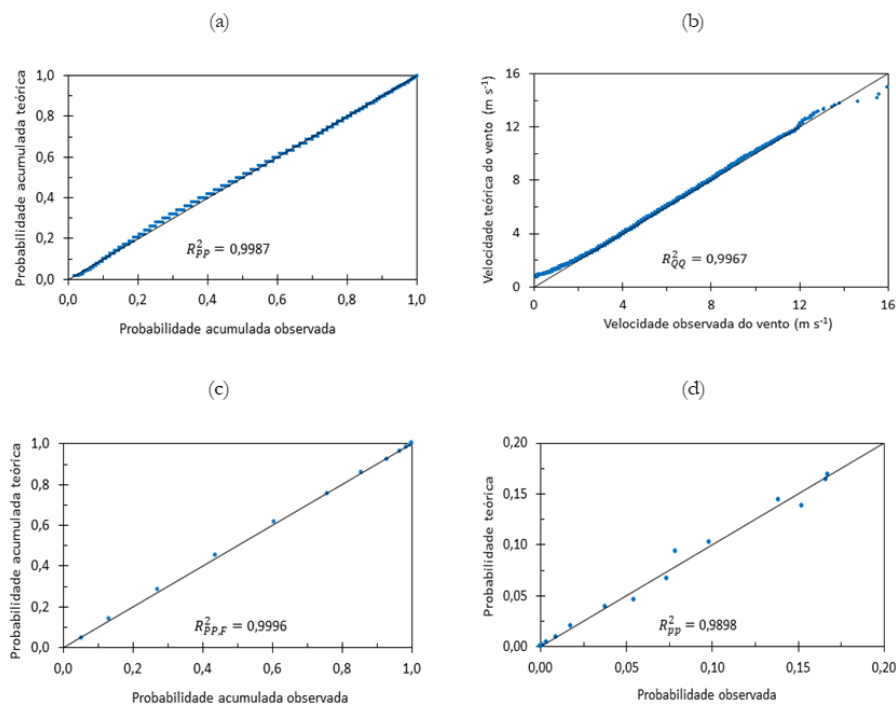 (a)
Probabilidade acumulada teórica
1,0
0,8
0,6
0,4
0,2
0,0
R²PP = 0,9987
0,0 0,2 0,4 0,6 0,8 1,0
Probabilidade acumulada observada
(b)
Velocidade teórica do vento (m s⁻¹)
16
12
8
4
0
R²QQ = 0,9967
0 4 8 12 16
Velocidade observada do vento (m s⁻¹)
(c)
Probabilidade acumulada teórica
1,0
0,8
0,6
0,4
0,2
0,0
R²PP,F = 0,9996
0,0 0,2 0,4 0,6 0,8 1,0
Probabilidade acumulada observada
(d)
Probabilidade teórica
0,20
0,15
0,10
0,05
0,00
R²pp = 0,9898
0,00 0,05 0,10 0,15 0,20
Probabilidade observada